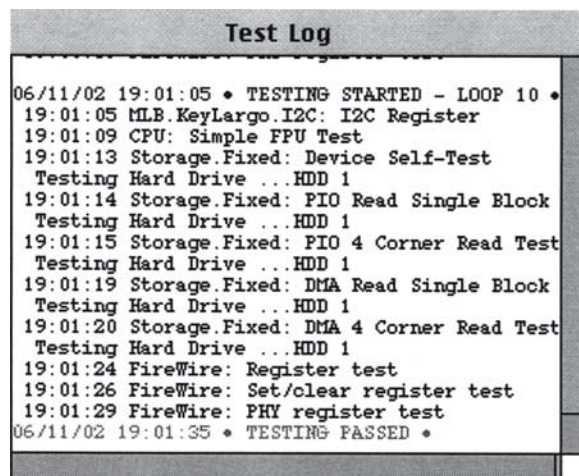 Test Log
06/11/02 19:01:05 • TESTING STARTED – LOOP 10 •
19:01:05 MLB.KeyLargo.I2C: I2C Register
19:01:09 CPU: Simple FPU Test
19:01:13 Storage.Fixed: Device Self-Test
Testing Hard Drive ...HDD 1
19:01:14 Storage.Fixed: PIO Read Single Block
Testing Hard Drive ...HDD 1
19:01:15 Storage.Fixed: PIO 4 Corner Read Test
Testing Hard Drive ...HDD 1
19:01:19 Storage.Fixed: DMA Read Single Block
Testing Hard Drive ...HDD 1
19:01:20 Storage.Fixed: DMA 4 Corner Read Test
Testing Hard Drive ...HDD 1
19:01:24 FireWire: Register test
19:01:26 FireWire: Set/clear register test
19:01:29 FireWire: PHY register test
06/11/02 19:01:35 • TESTING PASSED •